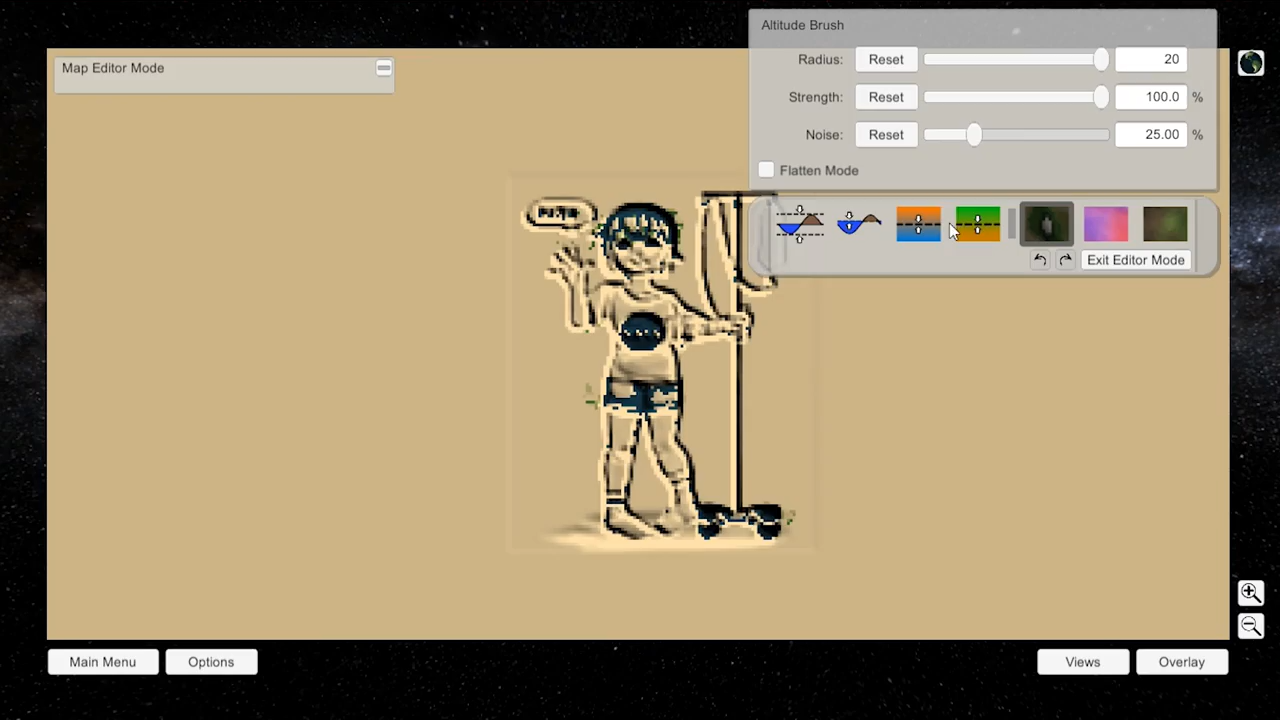 Altitude Brush
Map Editor Mode
Radius: Reset 20
Strength: Reset 100.0 %
Noise: Reset 25.00 %
Flatten Mode
Exit Editor Mode
Main Menu Options Views Overlay